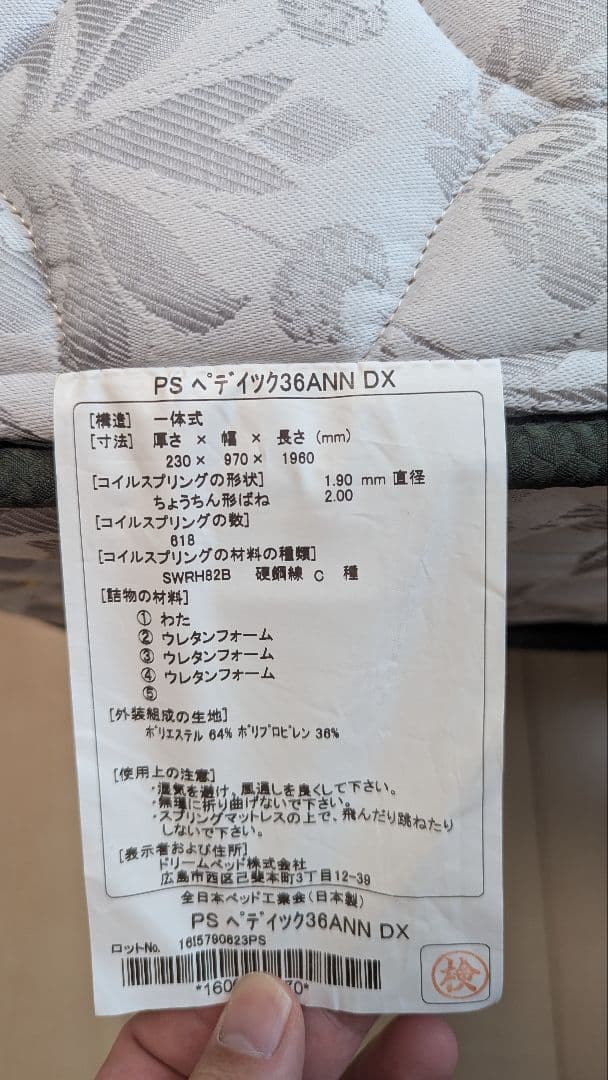 PS ペデイック36ANN DX
[構造] 一体式
[寸法] 厚さ × 幅 × 長さ (mm)
230 × 970 × 1960
[コイルスプリングの形状] 1.90 mm 直径
ちょうちん形ばね 2.00
[コイルスプリングの数]
618
[コイルスプリングの材料の種類]
SWRH82B 硬鋼線 C 種
[詰物の材料]
① わた
② ウレタンフォーム
③ ウレタンフォーム
④ ウレタンフォーム
⑤
[外装組成の生地]
ポリエステル 64% ポリプロピレン 36%
[使用上の注意]
・湿気を避け、風通しを良くして下さい。
・無理に折り曲げないで下さい。
・スプリングマットレスの上で、飛んだり跳ねたり
しないで下さい。
[表示者および住所]
ドリームベッド株式会社
広島市西区己斐本町3丁目12-39
全日本ベッド工業会(日本製)
PS ペデイック36ANN DX
ロットNo. 1615790623PS
検